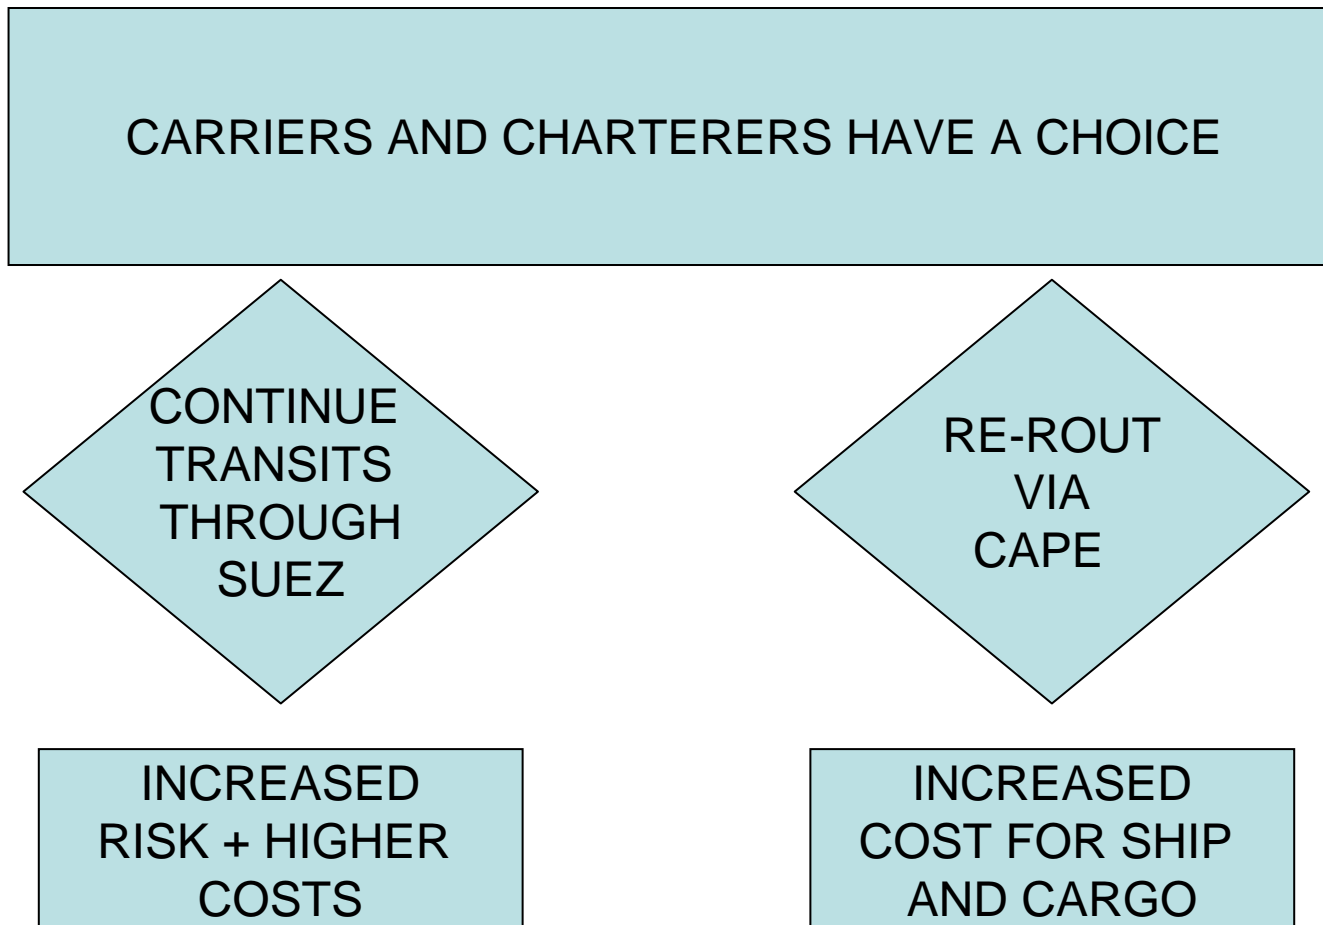 CARRIERS AND CHARTERERS HAVE A CHOICE
CONTINUE
TRANSITS
THROUGH
SUEZ
RE-ROUT
VIA
CAPE
INCREASED
RISK + HIGHER
COSTS
INCREASED
COST FOR SHIP
AND CARGO